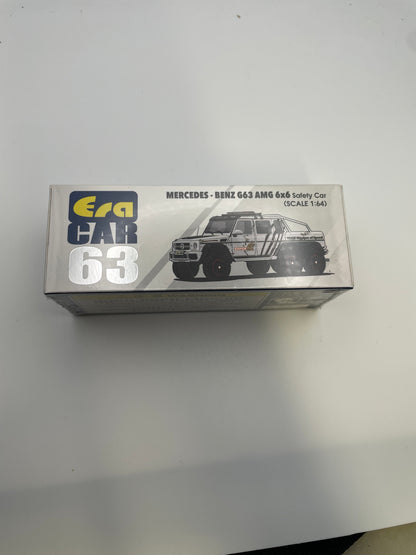 Era
CAR
63
MERCEDES - BENZ G63 AMG 6x6 Safety Car
(SCALE 1:64)